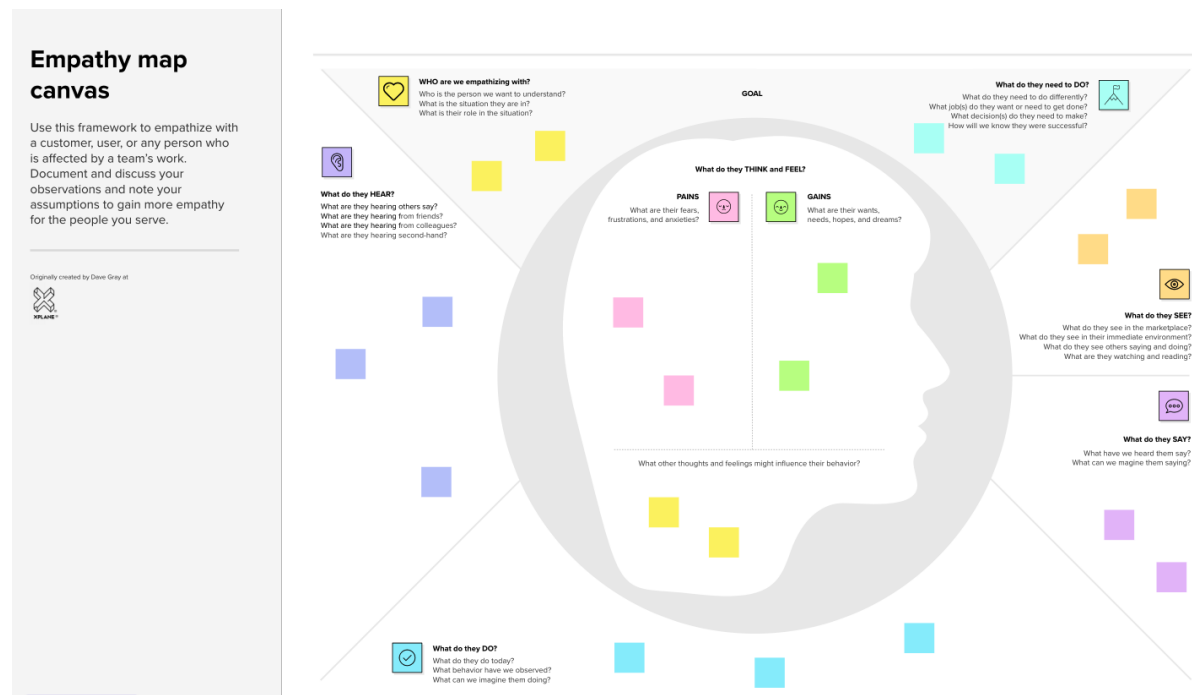 Empathy map
canvas
Use this framework to empathize with
a customer, user, or any person who
is affected by a team's work.
Document and discuss your
observations and note your
assumptions to gain more empathy
for the people you serve.
Originally created by Dave Gray at
XPLANE
WHO are we empathizing with?
Who is the person we want to understand?
What is the situation they are in?
What is their role in the situation?
GOAL
What do they need to DO?
What do they need to do differently?
What job(s) do they want or need to get done?
What decision(s) do they need to make?
How will we know they were successful?
What do they HEAR?
What are they hearing others say?
What are they hearing from friends?
What are they hearing from colleagues?
What are they hearing second-hand?
What do they THINK and FEEL?
PAINS
What are their fears,
frustrations, and anxieties?
GAINS
What are their wants,
needs, hopes, and dreams?
What other thoughts and feelings might influence their behavior?
What do they SEE?
What do they see in the marketplace?
What do they see in their immediate environment?
What do they see others saying and doing?
What are they watching and reading?
What do they SAY?
What have we heard them say?
What can we magine them saying?
What do they DO?
What do they do today?
What behavior have we observed?
What can we imagine them doing?